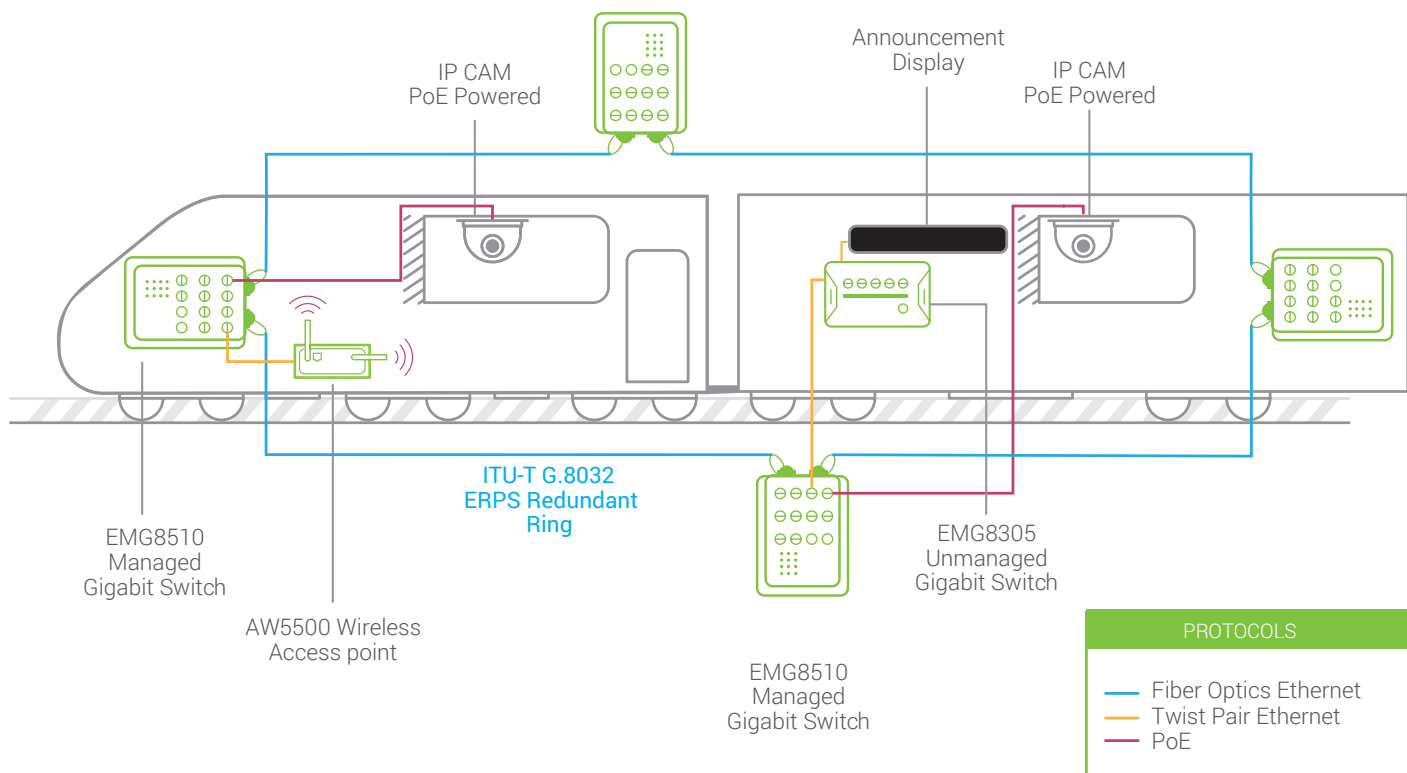 Announcement
Display
IP CAM
PoE Powered
IP CAM
PoE Powered
ITU-T G.8032
ERPS Redundant
Ring
EMG8510
Managed
Gigabit Switch
EMG8305
Unmanaged
Gigabit Switch
AW5500 Wireless
Access point
EMG8510
Managed
Gigabit Switch
PROTOCOLS
Fiber Optics Ethernet
Twist Pair Ethernet
PoE